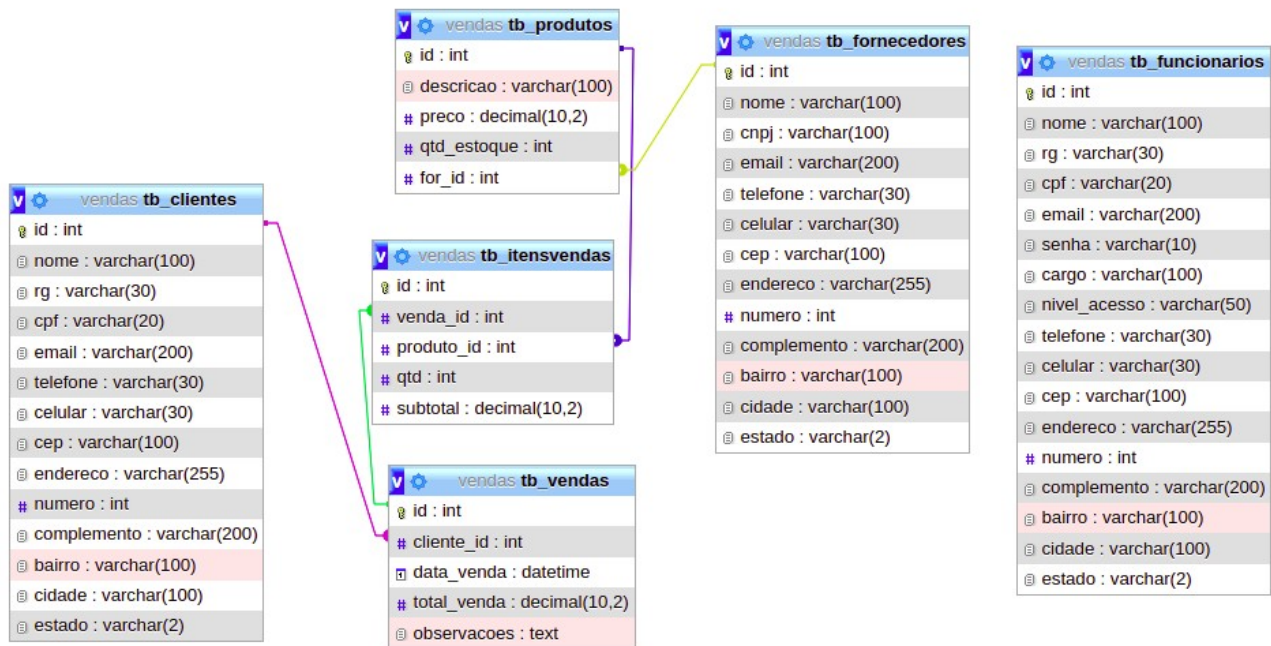 vendas tb_produtos
id : int
descricao : varchar(100)
preco : decimal(10,2)
qtd_estoque : int
for_id : int
vendas tb_fornecedores
id : int
nome : varchar(100)
cnpj : varchar(100)
email : varchar(200)
telefone : varchar(30)
celular : varchar(30)
cep : varchar(100)
endereco : varchar(255)
numero : int
complemento : varchar(200)
bairro : varchar(100)
cidade : varchar(100)
estado : varchar(2)
vendas tb_funcionarios
id : int
nome : varchar(100)
rg : varchar(30)
cpf : varchar(20)
email : varchar(200)
senha : varchar(10)
cargo : varchar(100)
nivel_acesso : varchar(50)
telefone : varchar(30)
celular : varchar(30)
cep : varchar(100)
endereco : varchar(255)
numero : int
complemento : varchar(200)
bairro : varchar(100)
cidade : varchar(100)
estado : varchar(2)
vendas tb_clientes
id : int
nome : varchar(100)
rg : varchar(30)
cpf : varchar(20)
email : varchar(200)
telefone : varchar(30)
celular : varchar(30)
cep : varchar(100)
endereco : varchar(255)
numero : int
complemento : varchar(200)
bairro : varchar(100)
cidade : varchar(100)
estado : varchar(2)
vendas tb_itensvendas
id : int
venda_id : int
produto_id : int
qtd : int
subtotal : decimal(10,2)
vendas tb_vendas
id : int
cliente_id : int
data_venda : datetime
total_venda : decimal(10,2)
observacoes : text